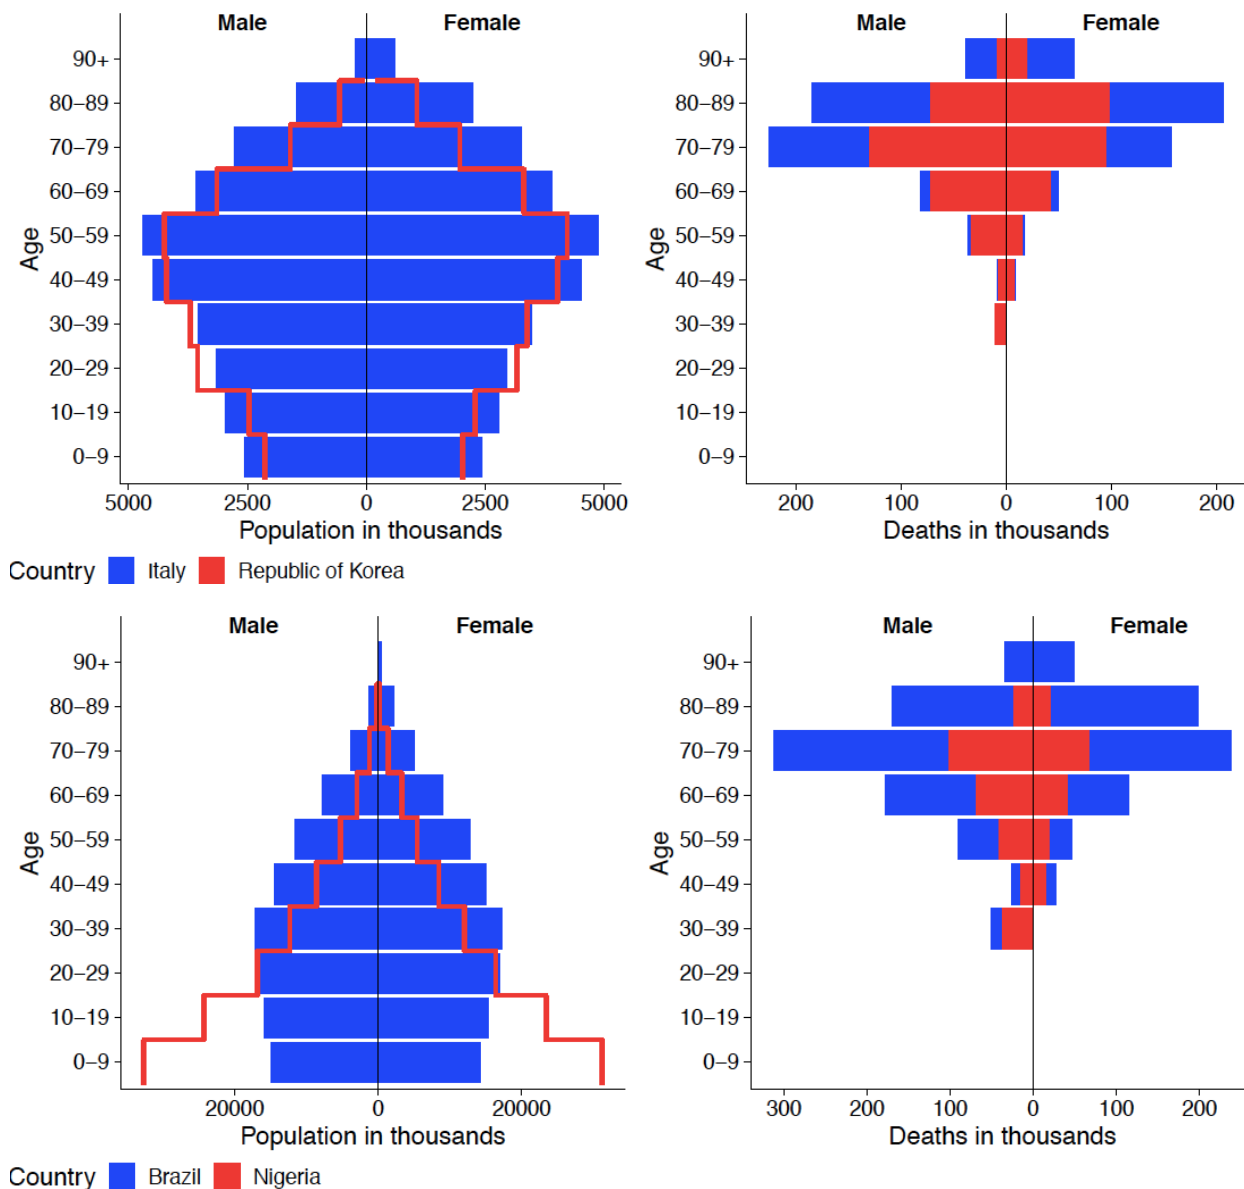 Male Female
90+
80–89
70–79
60–69
50–59
40–49
30–39
20–29
10–19
0–9
Age
5000 2500 0 2500 5000
Population in thousands
Male Female
90+
80–89
70–79
60–69
50–59
40–49
30–39
20–29
10–19
0–9
Age
200 100 0 100 200
Deaths in thousands
Country Italy Republic of Korea
Male Female
90+
80–89
70–79
60–69
50–59
40–49
30–39
20–29
10–19
0–9
Age
20000 0 20000
Population in thousands
Male Female
90+
80–89
70–79
60–69
50–59
40–49
30–39
20–29
10–19
0–9
Age
300 200 100 0 100 200
Deaths in thousands
Country Brazil Nigeria